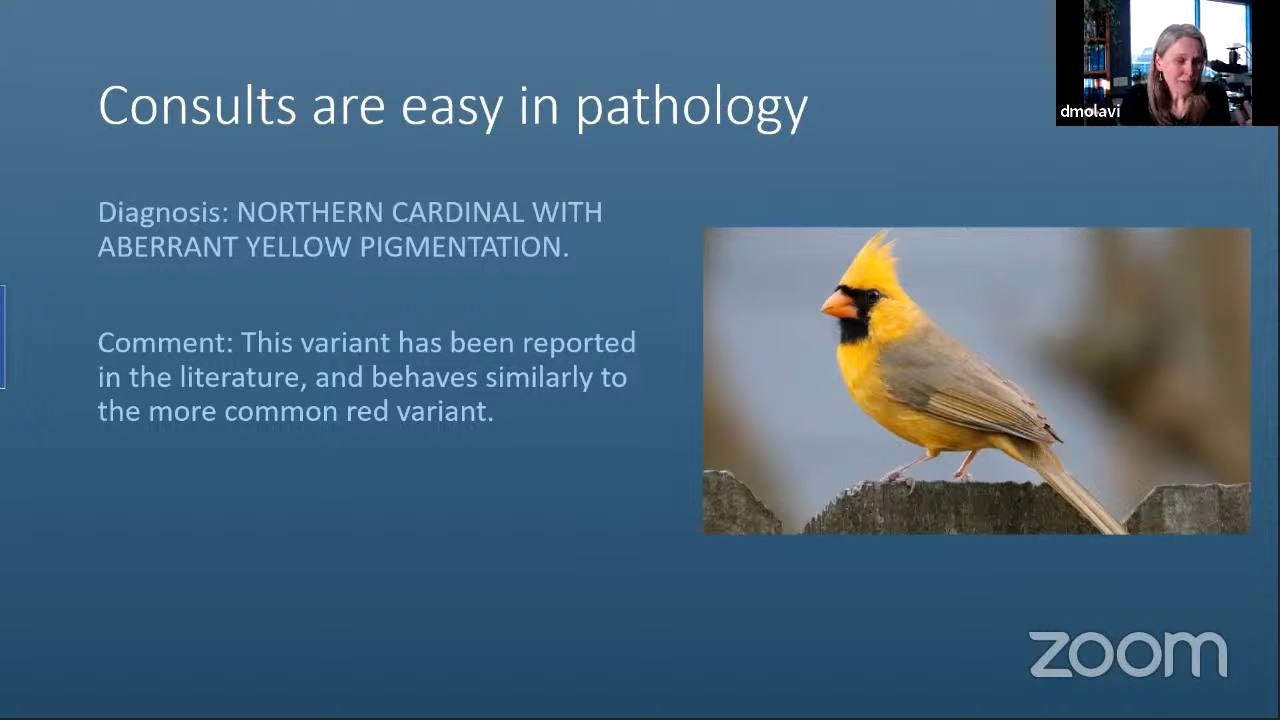 Consults are easy in pathology
dmolavi
Diagnosis: NORTHERN CARDINAL WITH
ABERRANT YELLOW PIGMENTATION.
Comment: This variant has been reported
in the literature, and behaves similarly to
the more common red variant.
zoom